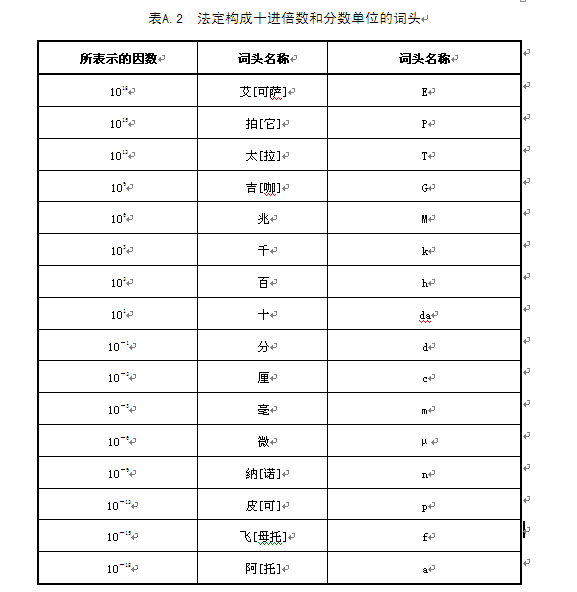 表A.2 法定构成十进倍数和分数单位的词头
所表示的因数 词头名称 词头名称
10¹⁸ 艾[可萨] E
10¹⁵ 拍[它] P
10¹² 太[拉] T
10⁹ 吉[咖] G
10⁶ 兆 M
10³ 千 k
10² 百 h
10¹ 十 da
10⁻¹ 分 d
10⁻² 厘 c
10⁻³ 毫 m
10⁻⁶ 微 μ
10⁻⁹ 纳[诺] n
10⁻¹² 皮[可] p
10⁻¹⁵ 飞[母托] f
10⁻¹⁸ 阿[托] a